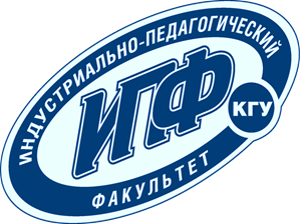 ИНДУСТРИАЛЬНО-ПЕДАГОГИЧЕСКИЙ
ИПФ
КГУ
ФАКУЛЬТЕТ